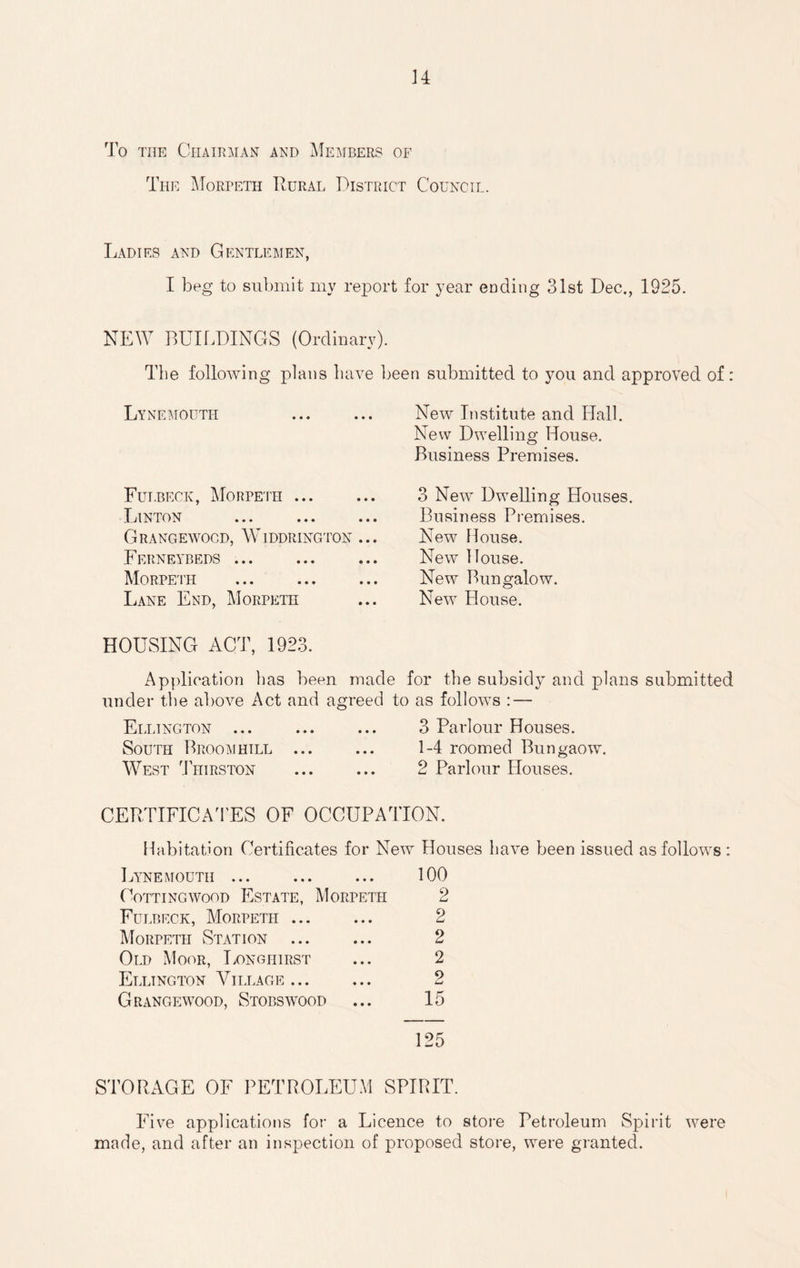 14
To the Chairman and Members of
The Morpeth Rural District Council.
Ladies and Gentlemen,
I beg to submit my report for year ending 31st Dec., 1925.
NEW BUILDINGS (Ordinary).
The following plans have been submitted to you and approved of:
Lynemouth ... ... New Institute and Hall.
New Dwelling House.
Business Premises.
Fulbeck, Morpeth ... ... 3 New Dwelling Houses.
Linton ... ... ... Business Premises.
Grangewood, Widdrington ... New House.
Ferneybeds ... ... ... New House.
Morpeth ... ... ... New Bungalow.
Lane End, Morpeth ... New House.
HOUSING ACT, 1923.
Application has been made for the subsidy and plans submitted
under the above Act and agreed to as follows :—
Ellington ... ... ... 3 Parlour Houses.
South Broomhill ... ... 1-4 roomed Bungaow.
West Thirston ... ... 2 Parlour Houses.
CERTIFICATES OF OCCUPATION.
Habitation Certificates for New Houses have been issued as follows :
Lynemouth ... ... ... 100
Cottingwood Estate, Morpeth 2
Fulbeck, Morpeth ... ... 2
Morpeth Station ... ... 2
Old Moor, Longhirst ... 2
Ellington Village ... ... 2
Grangewood, Stobswood ... 15
125
STORAGE OF PETROLEUM SPIRIT.
Five applications for a Licence to store Petroleum Spirit were
made, and after an inspection of proposed store, were granted.